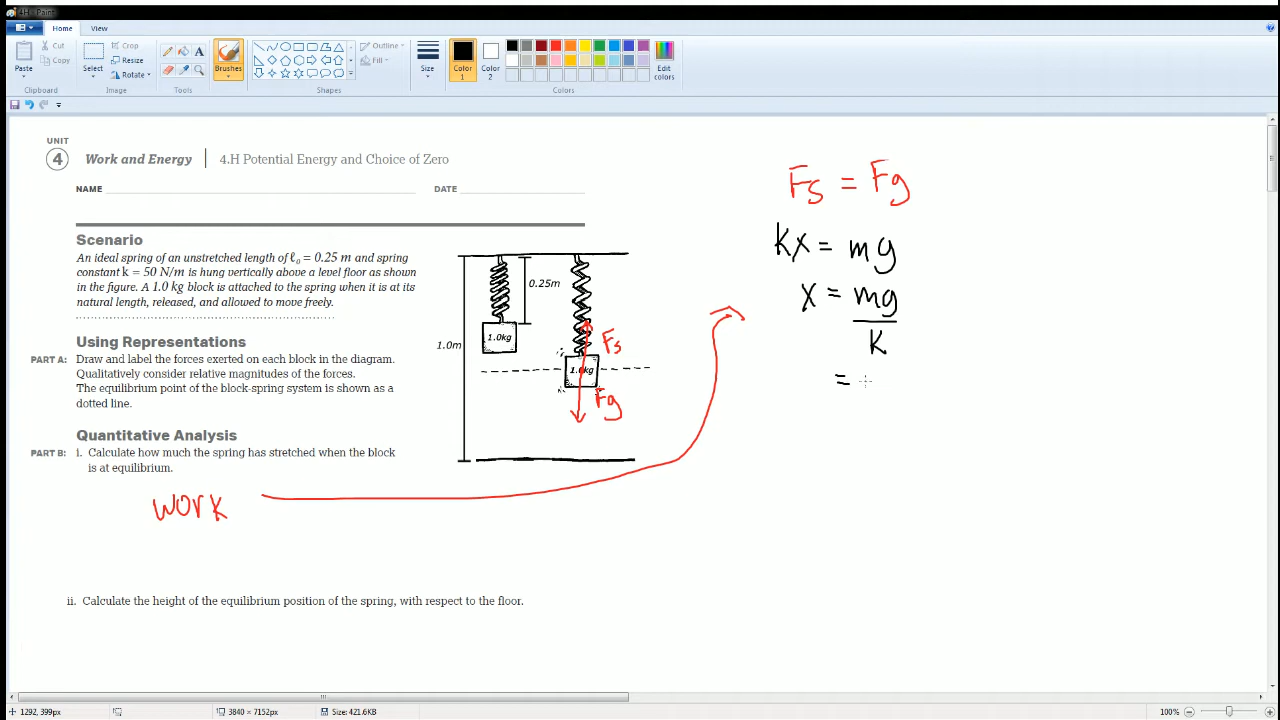 4H - Paint
Home View
Paste
Cut
Copy
Clipboard
Select
Crop
Resize
Rotate
Image
A
Tools
Brushes
Outline
Fill
Shapes
Size
Color 1
Color 2
Edit colors
Colors
UNIT
4 Work and Energy | 4.H Potential Energy and Choice of Zero
NAME DATE
Scenario
An ideal spring of an unstretched length of ℓ₀ = 0.25 m and spring
constant k = 50 N/m is hung vertically above a level floor as shown
in the figure. A 1.0 kg block is attached to the spring when it is at its
natural length, released, and allowed to move freely.
Using Representations
PART A: Draw and label the forces exerted on each block in the diagram.
Qualitatively consider relative magnitudes of the forces.
The equilibrium point of the block-spring system is shown as a
dotted line.
Quantitative Analysis
PART B: i. Calculate how much the spring has stretched when the block
is at equilibrium.
work
ii. Calculate the height of the equilibrium position of the spring, with respect to the floor.
0.25m
1.0kg
1.0m
1.0kg
Fs
Fg
Fs = Fg
kx = mg
x = mg
k
=
1292, 399px
3840 × 7152px
Size: 421.6KB
100%